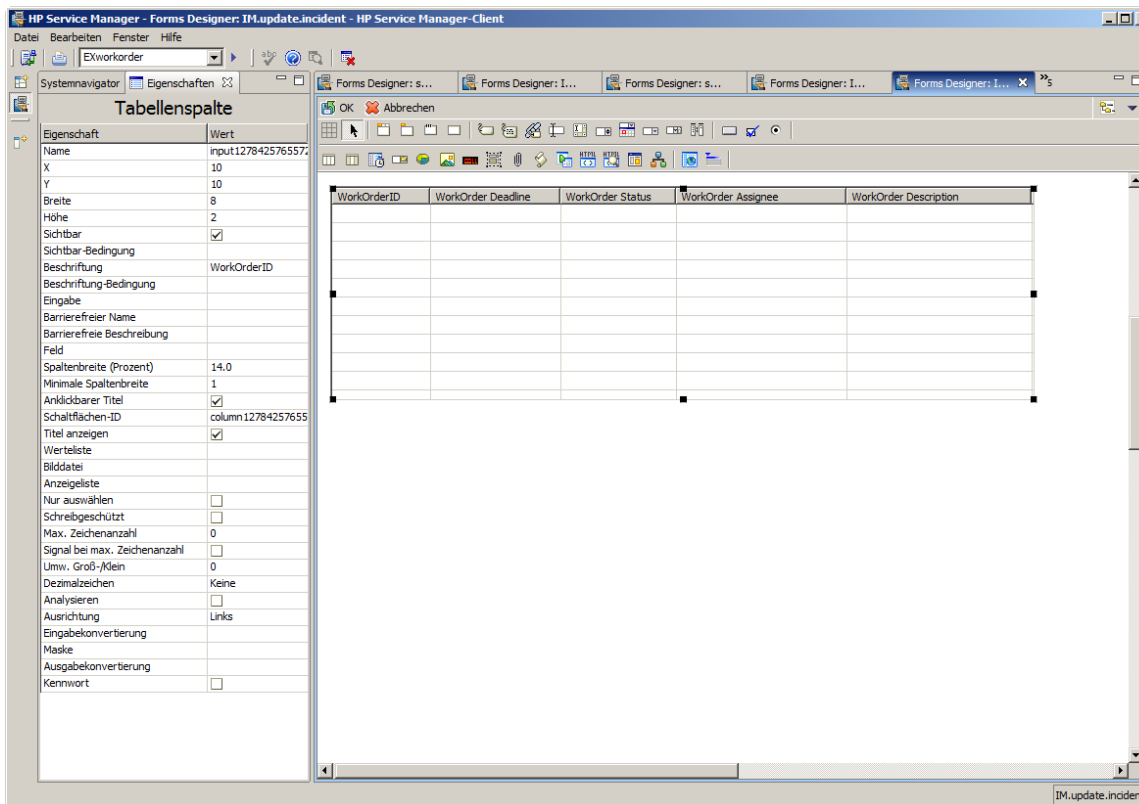 HP Service Manager - Forms Designer: IM.update.incident - HP Service Manager-Client
Datei Bearbeiten Fenster Hilfe
EXworkorder
Systemnavigator Eigenschaften
Forms Designer: s... Forms Designer: I... Forms Designer: s... Forms Designer: I... Forms Designer: I... »5
Tabellenspalte
OK Abbrechen
Eigenschaft Wert
Name input1278425765572
X 10
Y 10
Breite 8
Höhe 2
Sichtbar
Sichtbar-Bedingung
Beschriftung WorkOrderID
Beschriftung-Bedingung
Eingabe
Barrierefreier Name
Barrierefreie Beschreibung
Feld
Spaltenbreite (Prozent) 14.0
Minimale Spaltenbreite 1
Anklickbarer Titel
Schaltflächen-ID column12784257655
Titel anzeigen
Werteliste
Bilddatei
Anzeigeliste
Nur auswählen
Schreibgeschützt
Max. Zeichenanzahl 0
Signal bei max. Zeichenanzahl
Umw. Groß-/Klein 0
Dezimalzeichen Keine
Analysieren
Ausrichtung Links
Eingabekonvertierung
Maske
Ausgabekonvertierung
Kennwort
WorkOrderID WorkOrder Deadline WorkOrder Status WorkOrder Assignee WorkOrder Description
IM.update.inciden